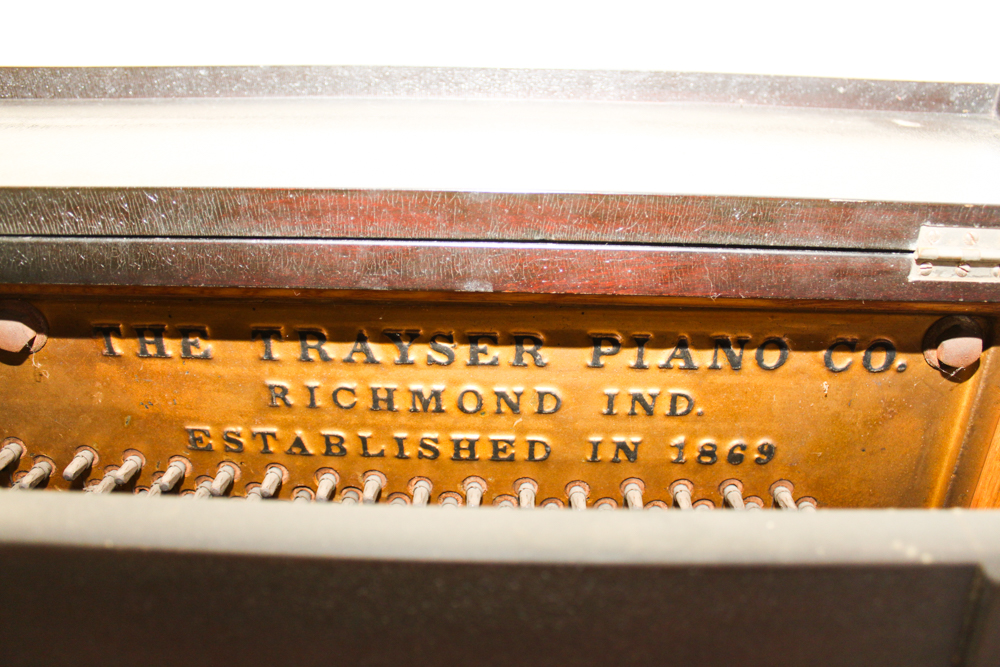 THE TRAYSER PIANO CO.
RICHMOND IND.
ESTABLISHED IN 1869